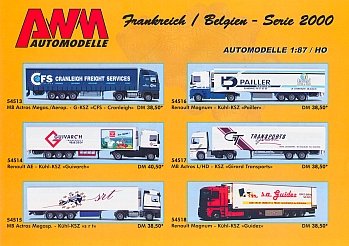 AWM
AUTOMODELLE
Frankreich / Belgien - Serie 2000
AUTOMODELLE 1:87 / HO
CFS CRANLEIGH FREIGHT SERVICES
54513
MB Actros Megas./Aerop. - G-KSZ «CFS - Cranleigh» DM 38,50*
PAILLER
54516
Renault Magnum - Kühl-KSZ «Pailler» DM 38,50*
GUIVARCH
54514
Renault AE - Kühl-KSZ «Guivarch» DM 40,50*
TRANSPORTS
54517
MB Actros L/HD - KSZ «Girard Transports» DM 38,50*
srt
54515
MB Actros Megasp. - Kühl-KSZ «s r t» DM 38,50*
s.a. Guidez
54518
Renault Magnum - Kühl-KSZ «Guidez» DM 38,50*